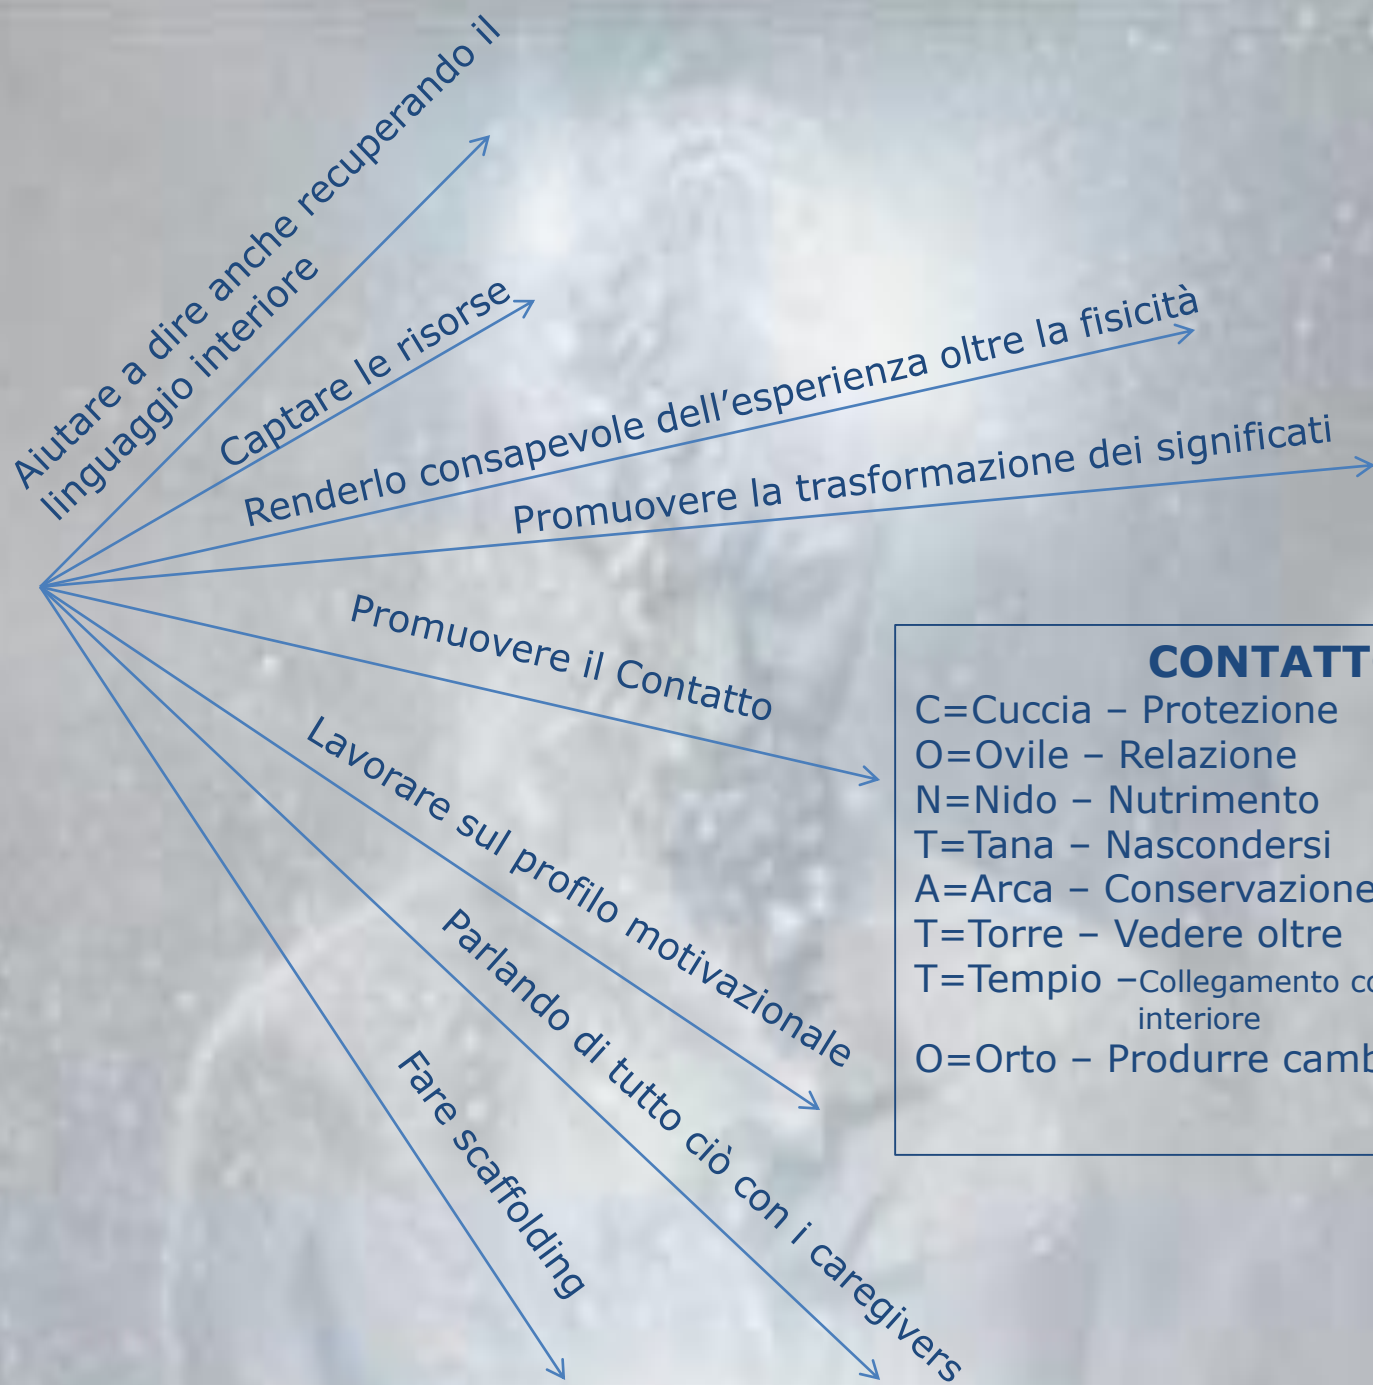 Aiutare a dire anche recuperando il
linguaggio interiore
Captare le risorse
Renderlo consapevole dell’esperienza oltre la fisicità
Promuovere la trasformazione dei significati
Promuovere il Contatto
Lavorare sul profilo motivazionale
Parlando di tutto ciò con i caregivers
Fare scaffolding
CONTATT
C=Cuccia – Protezione
O=Ovile – Relazione
N=Nido – Nutrimento
T=Tana – Nascondersi
A=Arca – Conservazione
T=Torre – Vedere oltre
T=Tempio –Collegamento
interiore
O=Orto – Produrre